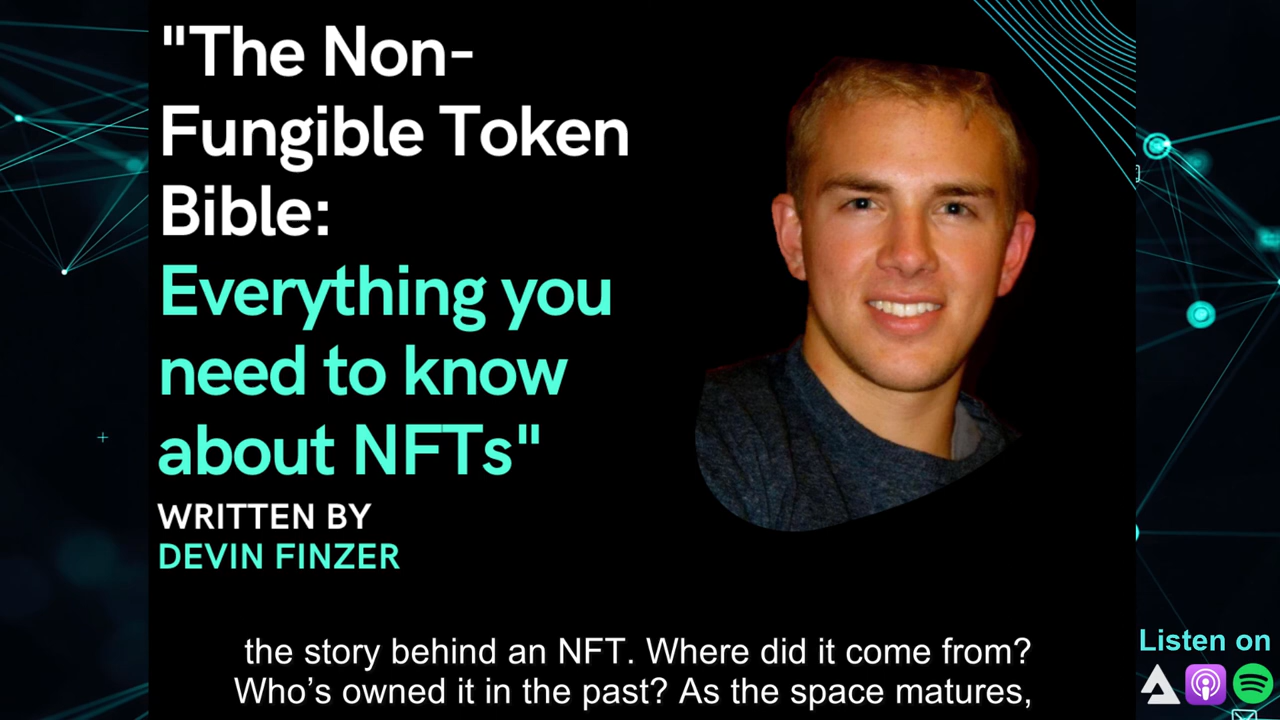 "The Non-
Fungible Token
Bible:
Everything you
need to know
about NFTs"
WRITTEN BY
DEVIN FINZER
the story behind an NFT. Where did it come from?
Who’s owned it in the past? As the space matures,
Listen on